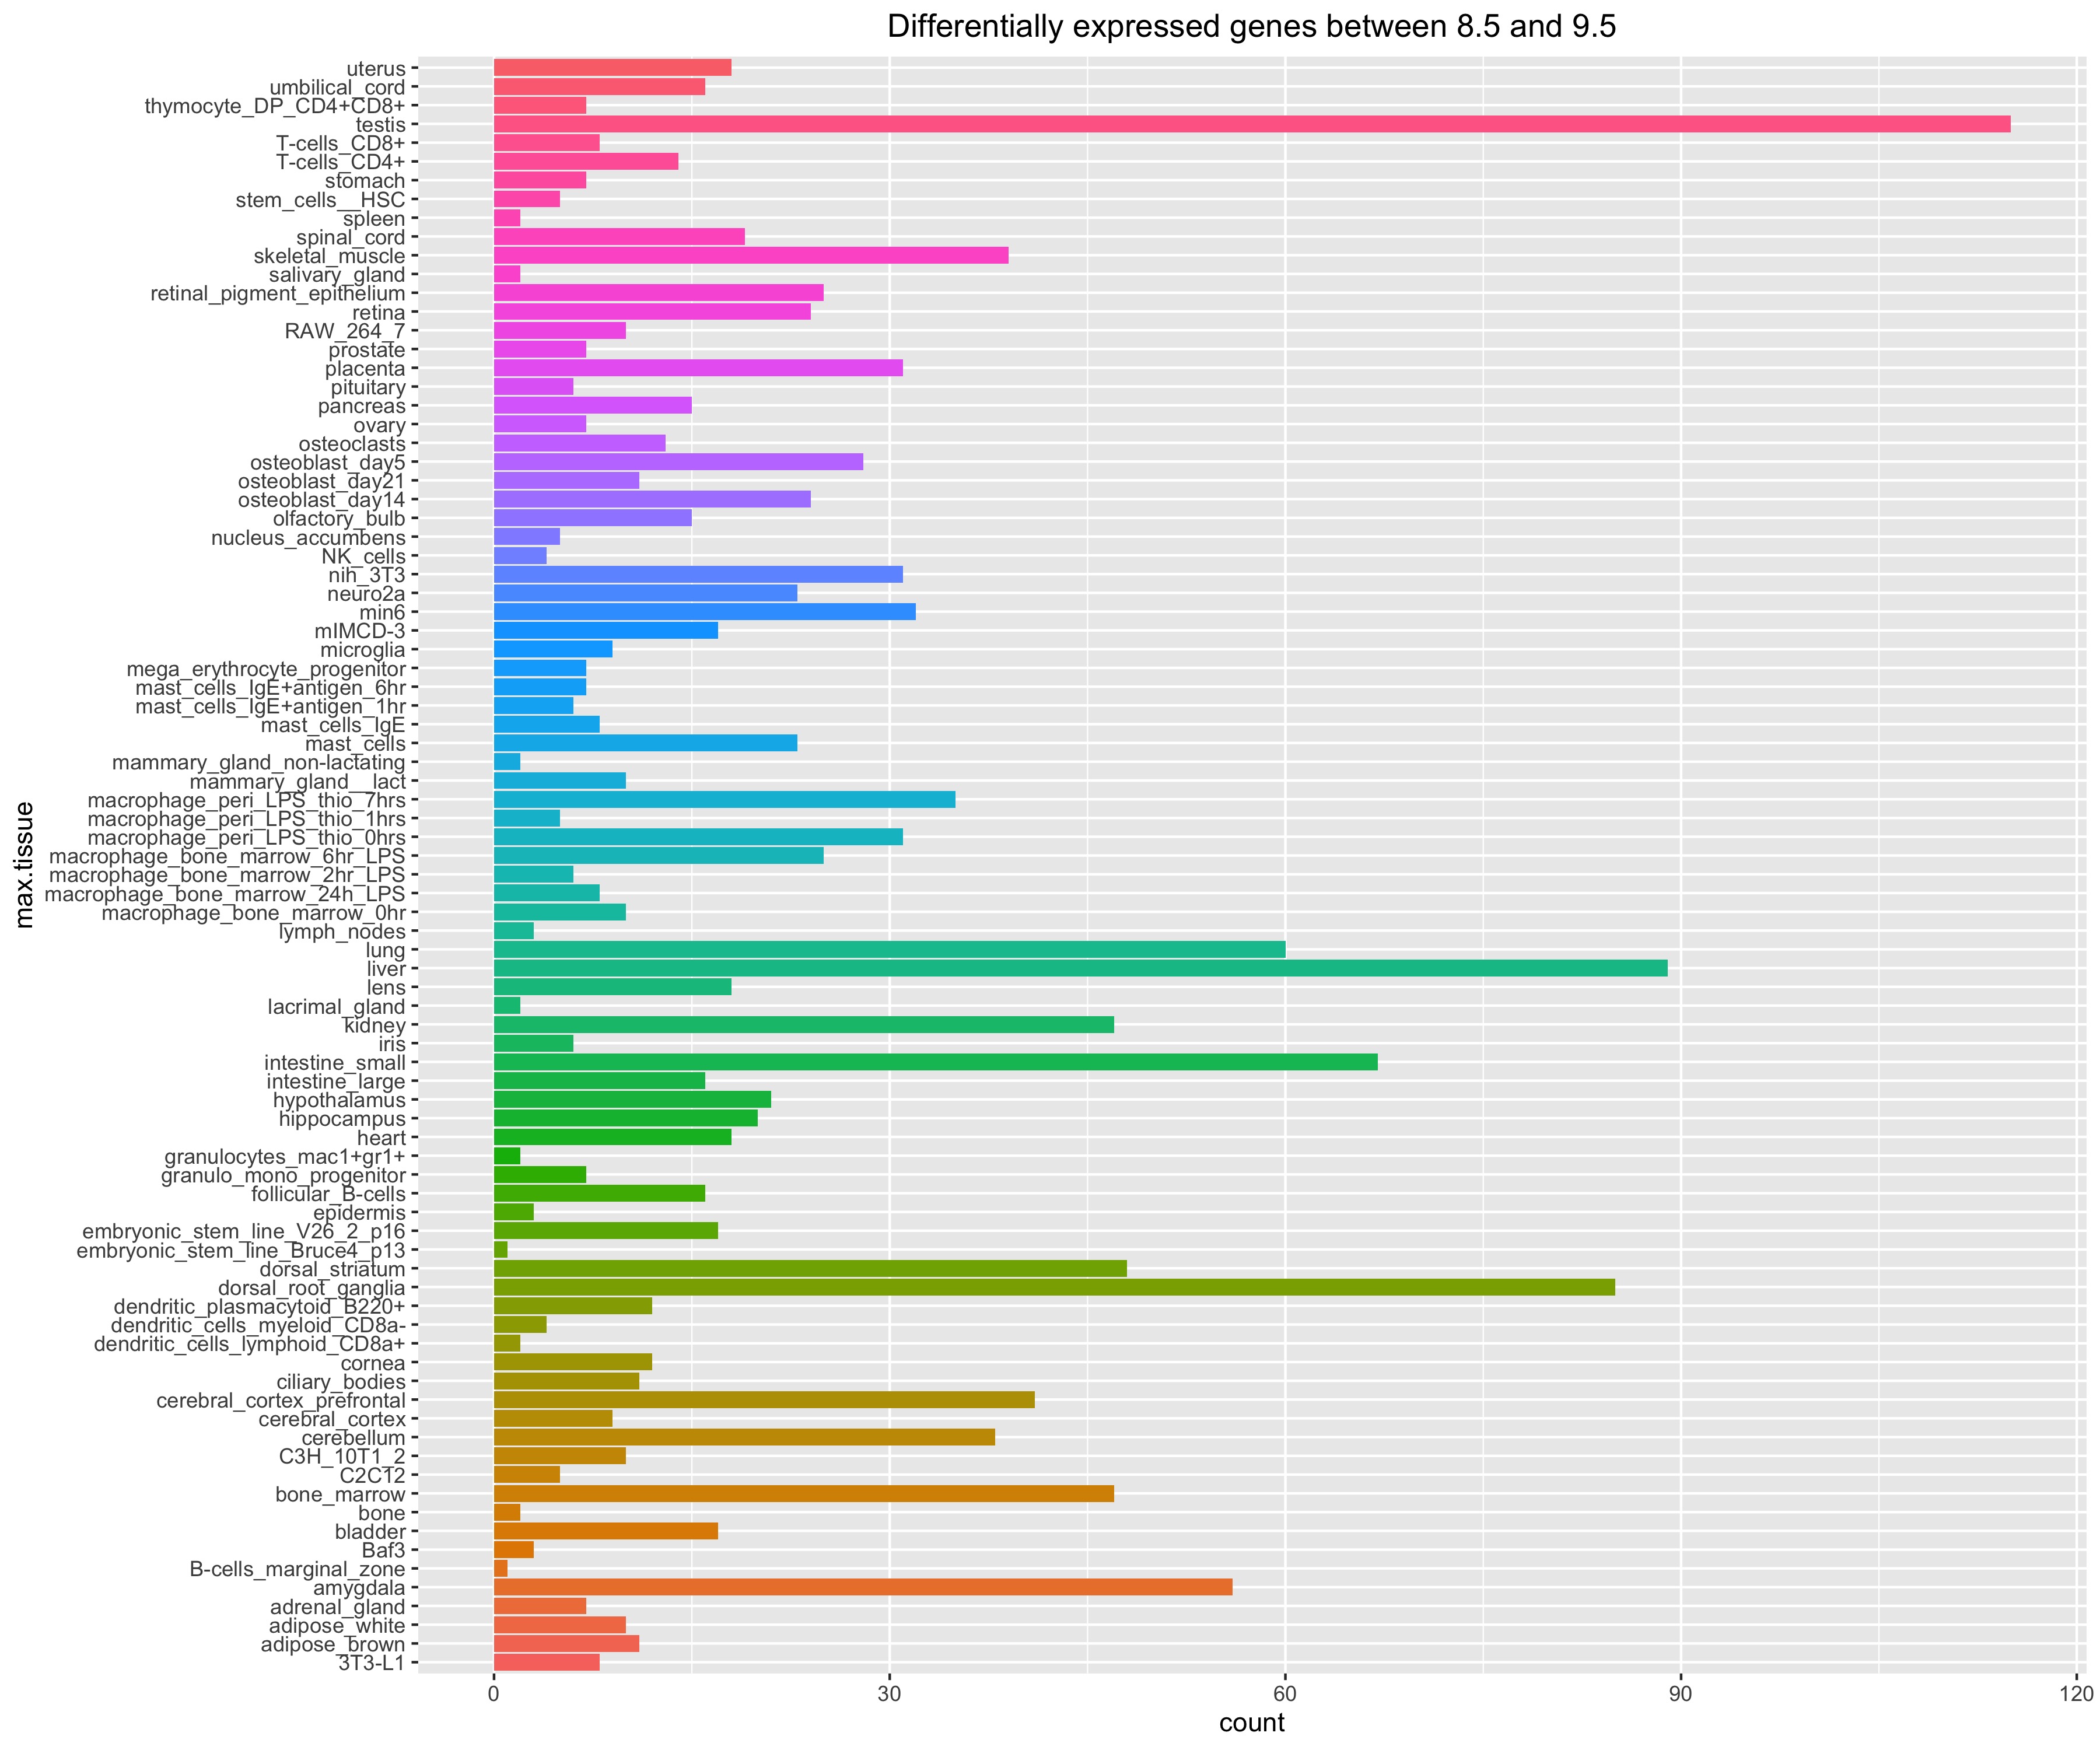 Differentially expressed genes between 8.5 and 9.5
max.tissue
uterus
umbilical_cord
thymocyte_DP_CD4+CD8+
testis
T-cells_CD8+
T-cells_CD4+
stomach
stem_cells__HSC
spleen
spinal_cord
skeletal_muscle
salivary_gland
retinal_pigment_epithelium
retina
RAW_264_7
prostate
placenta
pituitary
pancreas
ovary
osteoclasts
osteoblast_day5
osteoblast_day21
osteoblast_day14
olfactory_bulb
nucleus_accumbens
NK_cells
nih_3T3
neuro2a
min6
mIMCD-3
microglia
mega_erythrocyte_progenitor
mast_cells_IgE+antigen_6hr
mast_cells_IgE+antigen_1hr
mast_cells_IgE
mast_cells
mammary_gland_non-lactating
mammary_gland__lact
macrophage_peri_LPS_thio_7hrs
macrophage_peri_LPS_thio_1hrs
macrophage_peri_LPS_thio_0hrs
macrophage_bone_marrow_6hr_LPS
macrophage_bone_marrow_2hr_LPS
macrophage_bone_marrow_24h_LPS
macrophage_bone_marrow_0hr
lymph_nodes
lung
liver
lens
lacrimal_gland
kidney
iris
intestine_small
intestine_large
hypothalamus
hippocampus
heart
granulocytes_mac1+gr1+
granulo_mono_progenitor
follicular_B-cells
epidermis
embryonic_stem_line_V26_2_p16
embryonic_stem_line_Bruce4_p13
dorsal_striatum
dorsal_root_ganglia
dendritic_plasmacytoid_B220+
dendritic_cells_myeloid_CD8a-
dendritic_cells_lymphoid_CD8a+
cornea
ciliary_bodies
cerebral_cortex_prefrontal
cerebral_cortex
cerebellum
C3H_10T1_2
C2C12
bone_marrow
bone
bladder
Baf3
B-cells_marginal_zone
amygdala
adrenal_gland
adipose_white
adipose_brown
3T3-L1
0 30 60 90 120
count